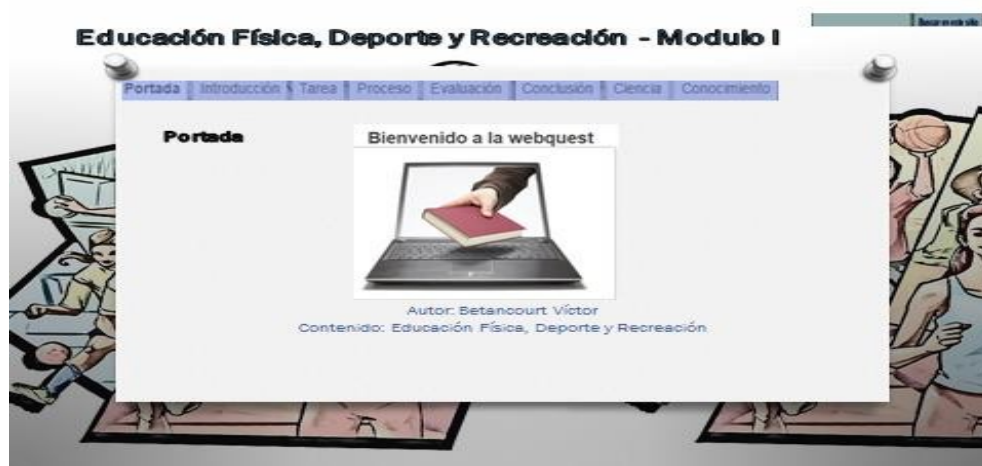 Educación Física, Deporte y Recreación - Modulo I
Portada Introducción Tarea Proceso Evaluación Conclusión Ciencia Conocimiento
Portada
Bienvenido a la webquest
Autor: Betancourt Víctor
Contenido: Educación Física, Deporte y Recreación